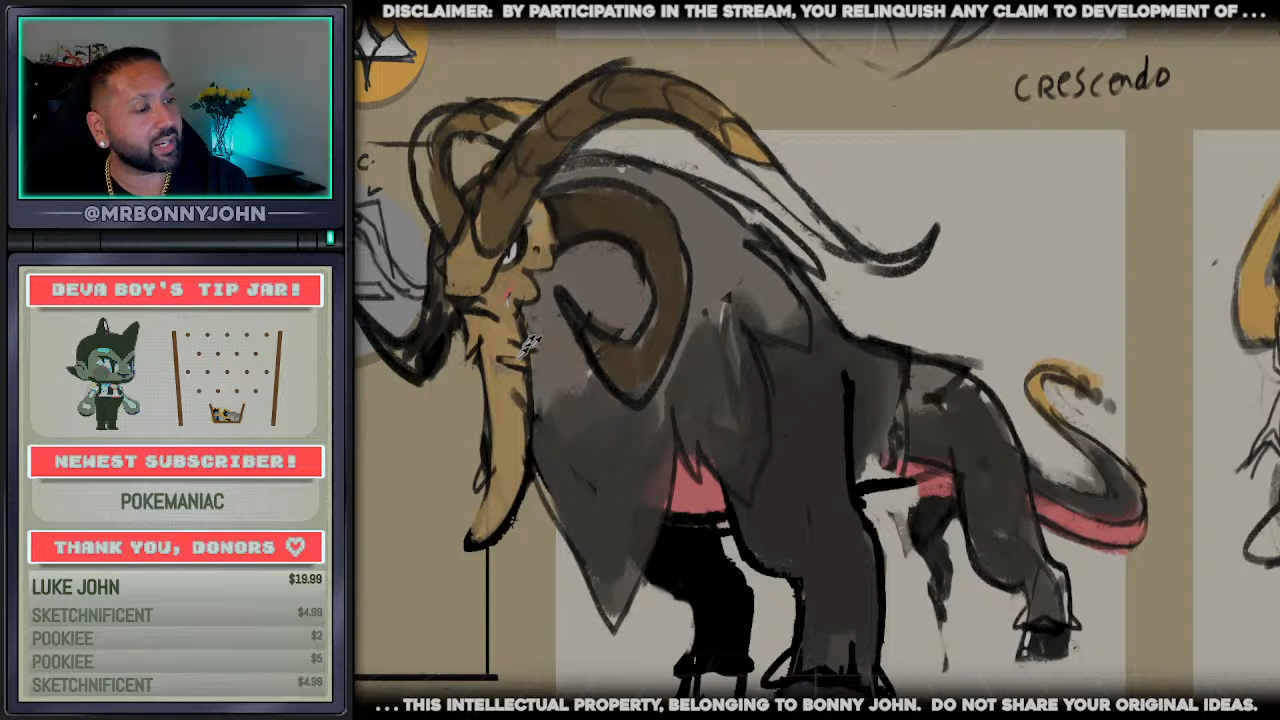 DISCLAIMER: BY PARTICIPATING IN THE STREAM, YOU RELINQUISH ANY CLAIM TO DEVELOPMENT OF . . .
crescendo
c.
@MRBONNYJOHN
DEVA BOY'S TIP JAR!
NEWEST SUBSCRIBER!
POKEMANIAC
THANK YOU, DONORS ♡
LUKE JOHN $19.99
SKETCHNIFICENT $4.99
POOKIEE $2
POOKIEE $5
SKETCHNIFICENT $4.99
. . . THIS INTELLECTUAL PROPERTY, BELONGING TO BONNY JOHN. DO NOT SHARE YOUR ORIGINAL IDEAS.